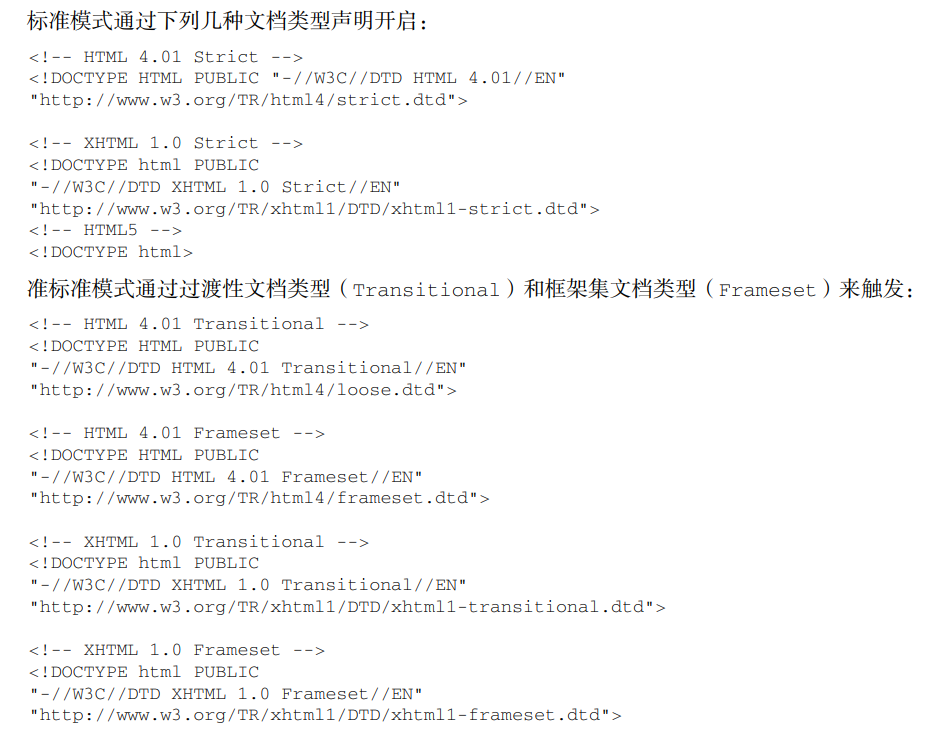 标准模式通过下列几种文档类型声明开启：
<!-- HTML 4.01 Strict -->
<!DOCTYPE HTML PUBLIC "-//W3C//DTD HTML 4.01//EN"
"http://www.w3.org/TR/html4/strict.dtd">
<!-- XHTML 1.0 Strict -->
<!DOCTYPE html PUBLIC
"-//W3C//DTD XHTML 1.0 Strict//EN"
"http://www.w3.org/TR/xhtml1/DTD/xhtml1-strict.dtd">
<!-- HTML5 -->
<!DOCTYPE html>
准标准模式通过过渡性文档类型（Transitional）和框架集文档类型（Frameset）来触发：
<!-- HTML 4.01 Transitional -->
<!DOCTYPE HTML PUBLIC
"-//W3C//DTD HTML 4.01 Transitional//EN"
"http://www.w3.org/TR/html4/loose.dtd">
<!-- HTML 4.01 Frameset -->
<!DOCTYPE HTML PUBLIC
"-//W3C//DTD HTML 4.01 Frameset//EN"
"http://www.w3.org/TR/html4/frameset.dtd">
<!-- XHTML 1.0 Transitional -->
<!DOCTYPE html PUBLIC
"-//W3C//DTD XHTML 1.0 Transitional//EN"
"http://www.w3.org/TR/xhtml1/DTD/xhtml1-transitional.dtd">
<!-- XHTML 1.0 Frameset -->
<!DOCTYPE html PUBLIC
"-//W3C//DTD XHTML 1.0 Frameset//EN"
"http://www.w3.org/TR/xhtml1/DTD/xhtml1-frameset.dtd">